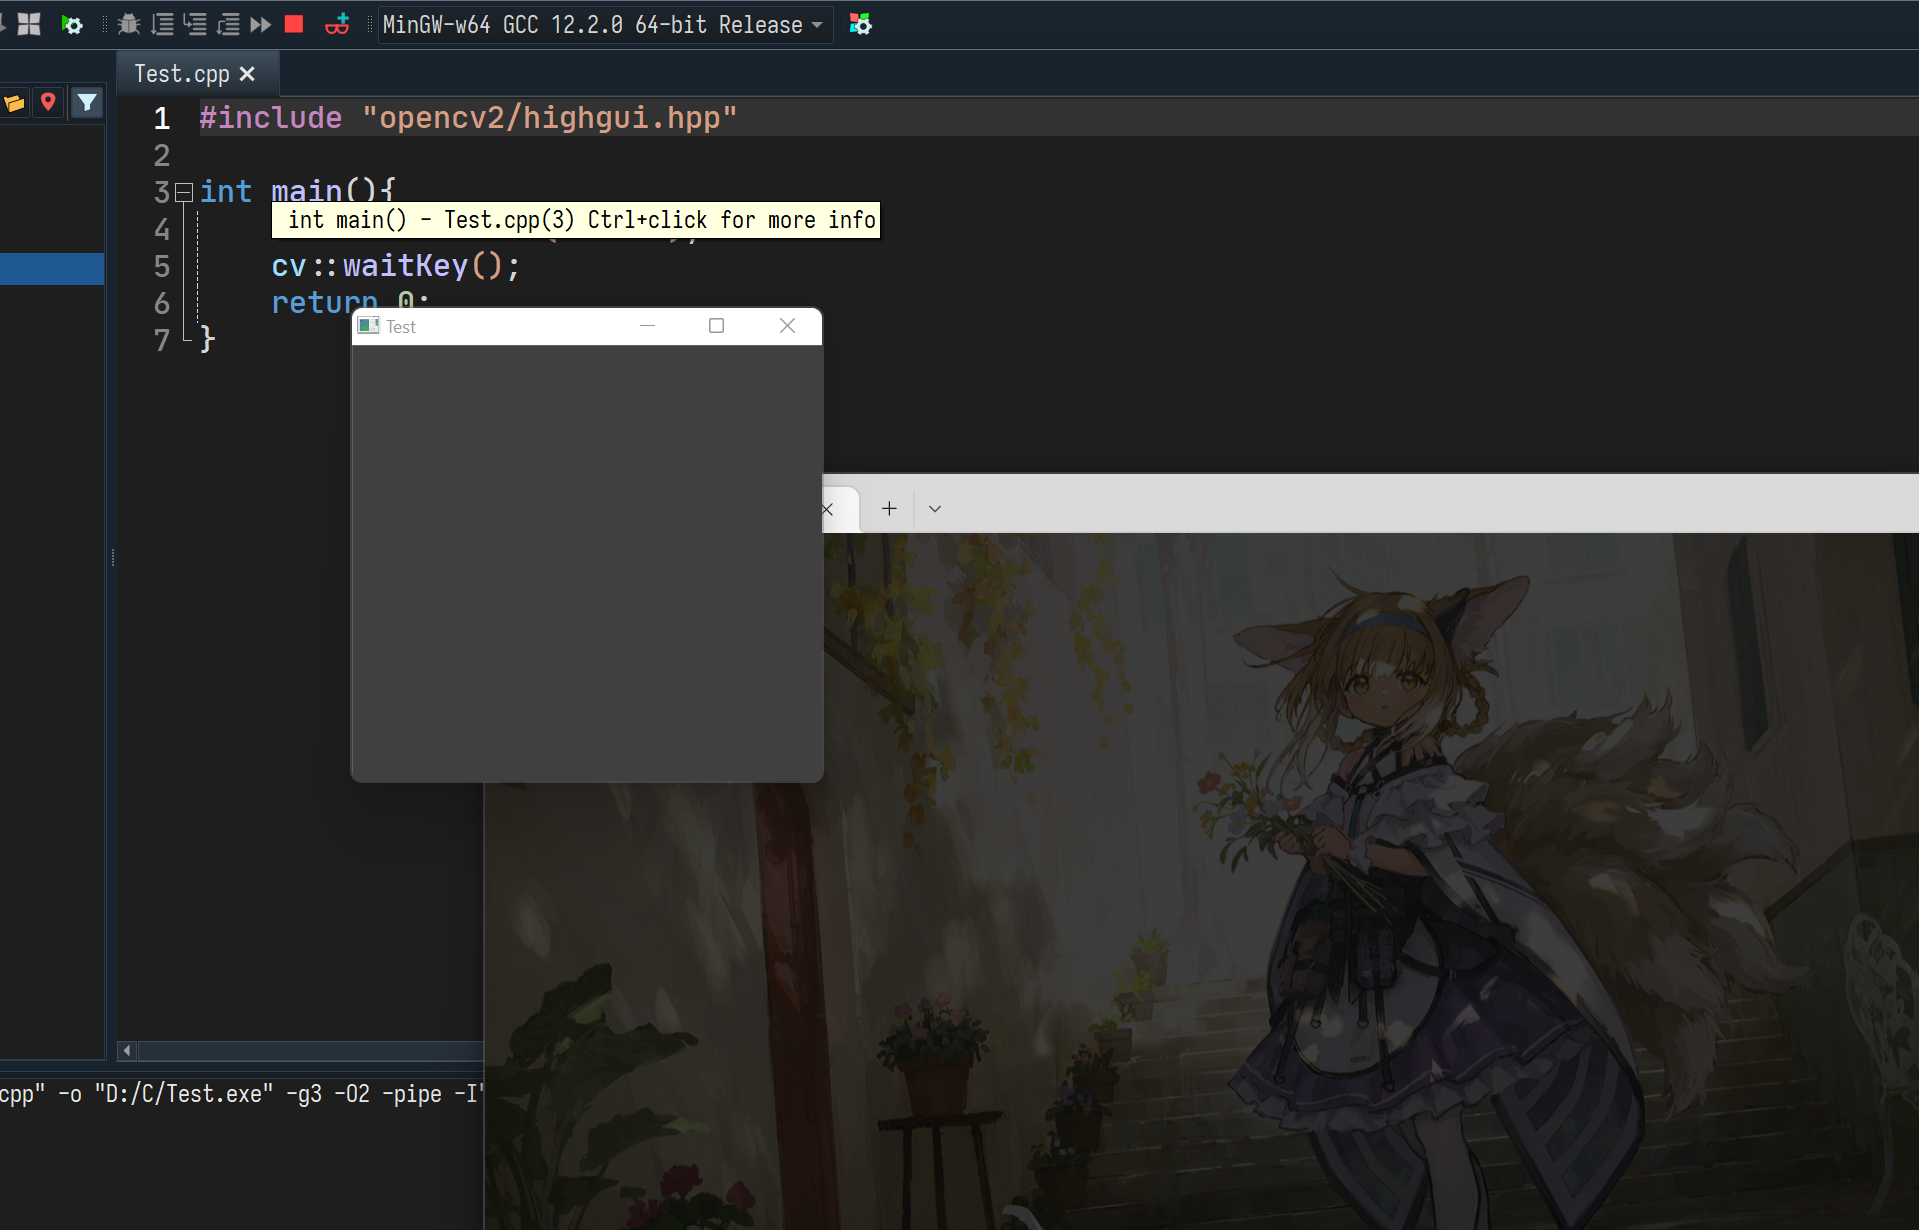 MinGW-w64 GCC 12.2.0 64-bit Release
Test.cpp
1 #include "opencv2/highgui.hpp"
2
3 int main(){
int main() - Test.cpp(3) Ctrl+click for more info
4
5 cv::waitKey();
6 return 0;
7 }
Test
cpp" -o "D:/C/Test.exe" -g3 -O2 -pipe -I"